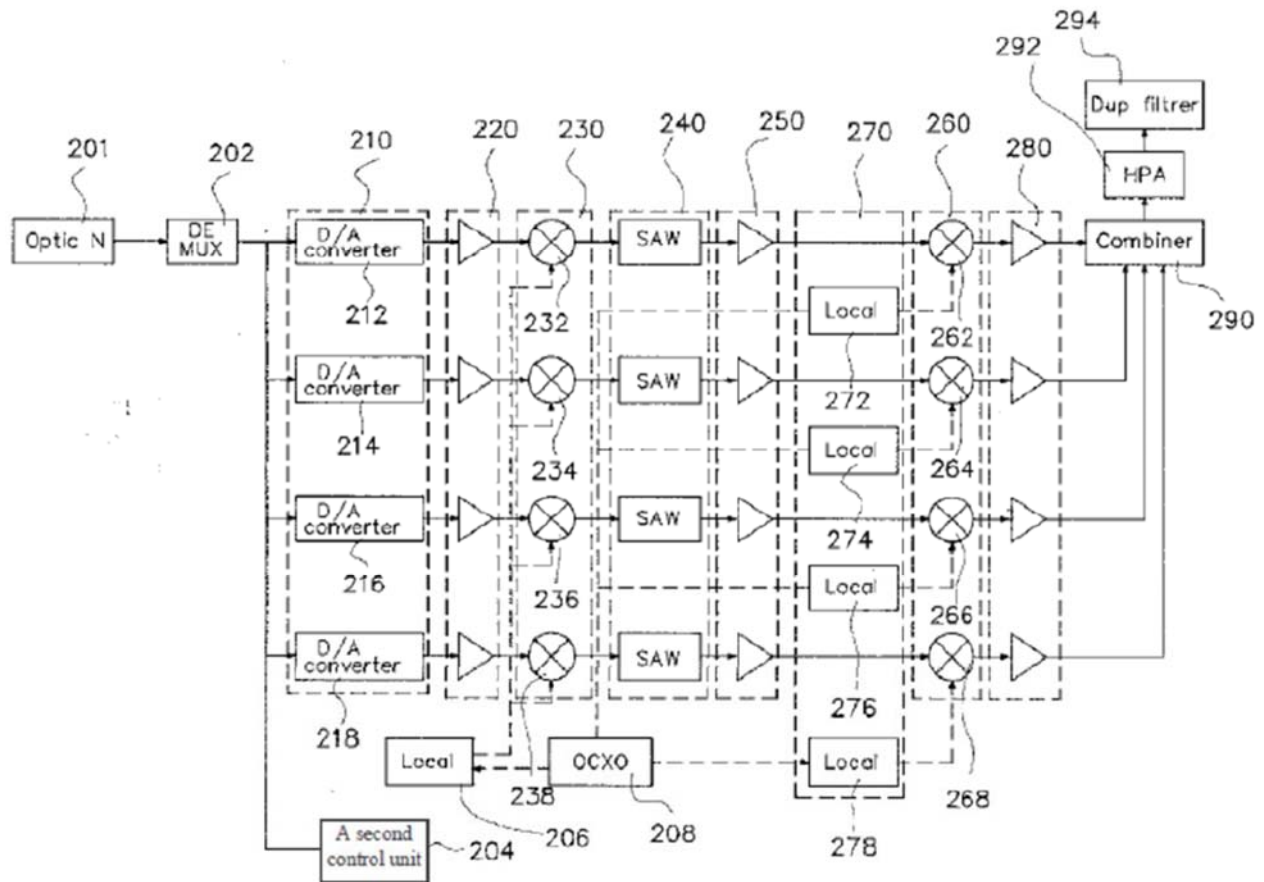 294
292
Dup filtrer
201
202
210
220
230
240
250
270
260
280
HPA
Optic N
DE
MUX
D/A
converter
SAW
Combiner
212
232
Local
262
290
D/A
converter
SAW
272
214
234
Local
264
D/A
converter
SAW
274
216
236
Local
266
D/A
converter
SAW
276
218
Local
238
OCXO
Local
268
206
208
278
A second
control unit
204